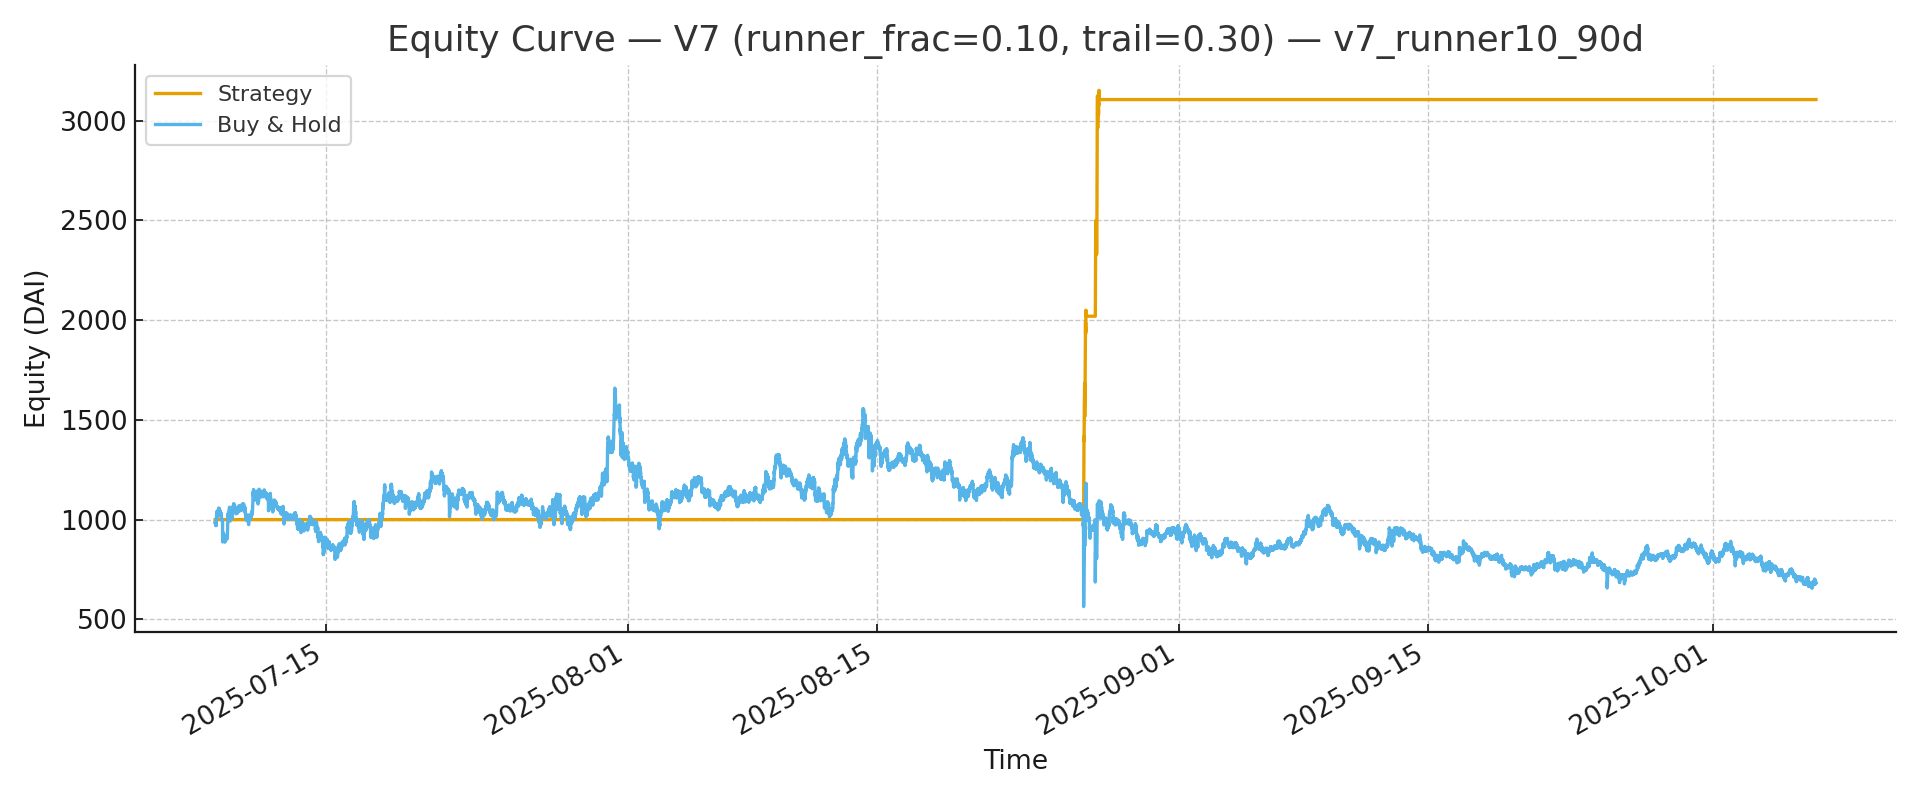 Equity Curve — V7 (runner_frac=0.10, trail=0.30) — v7_runner10_90d
Strategy
Buy & Hold
Equity (DAI)
3000
2500
2000
1500
1000
500
2025-07-15
2025-08-01
2025-08-15
2025-09-01
2025-09-15
2025-10-01
Time